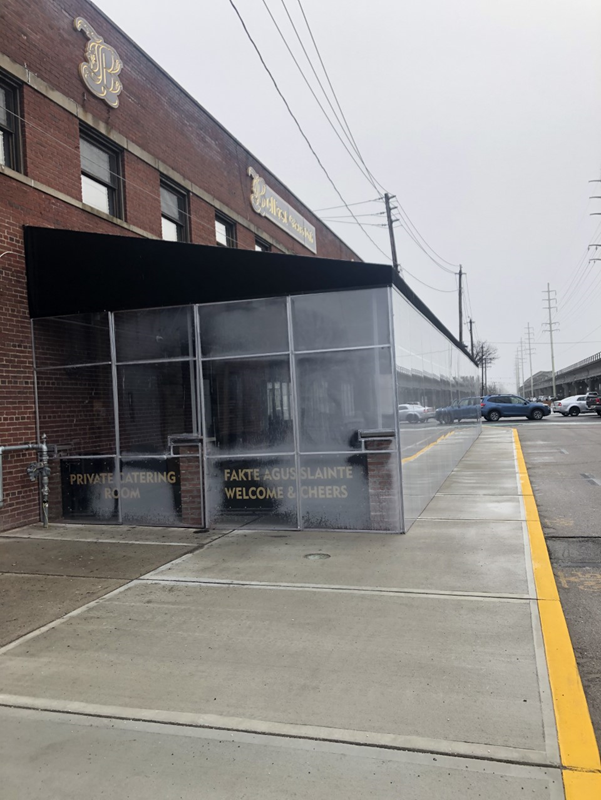 PRIVATE CATERING
ROOM
FAKTE AGUS SLAINTE
WELCOME & CHEERS